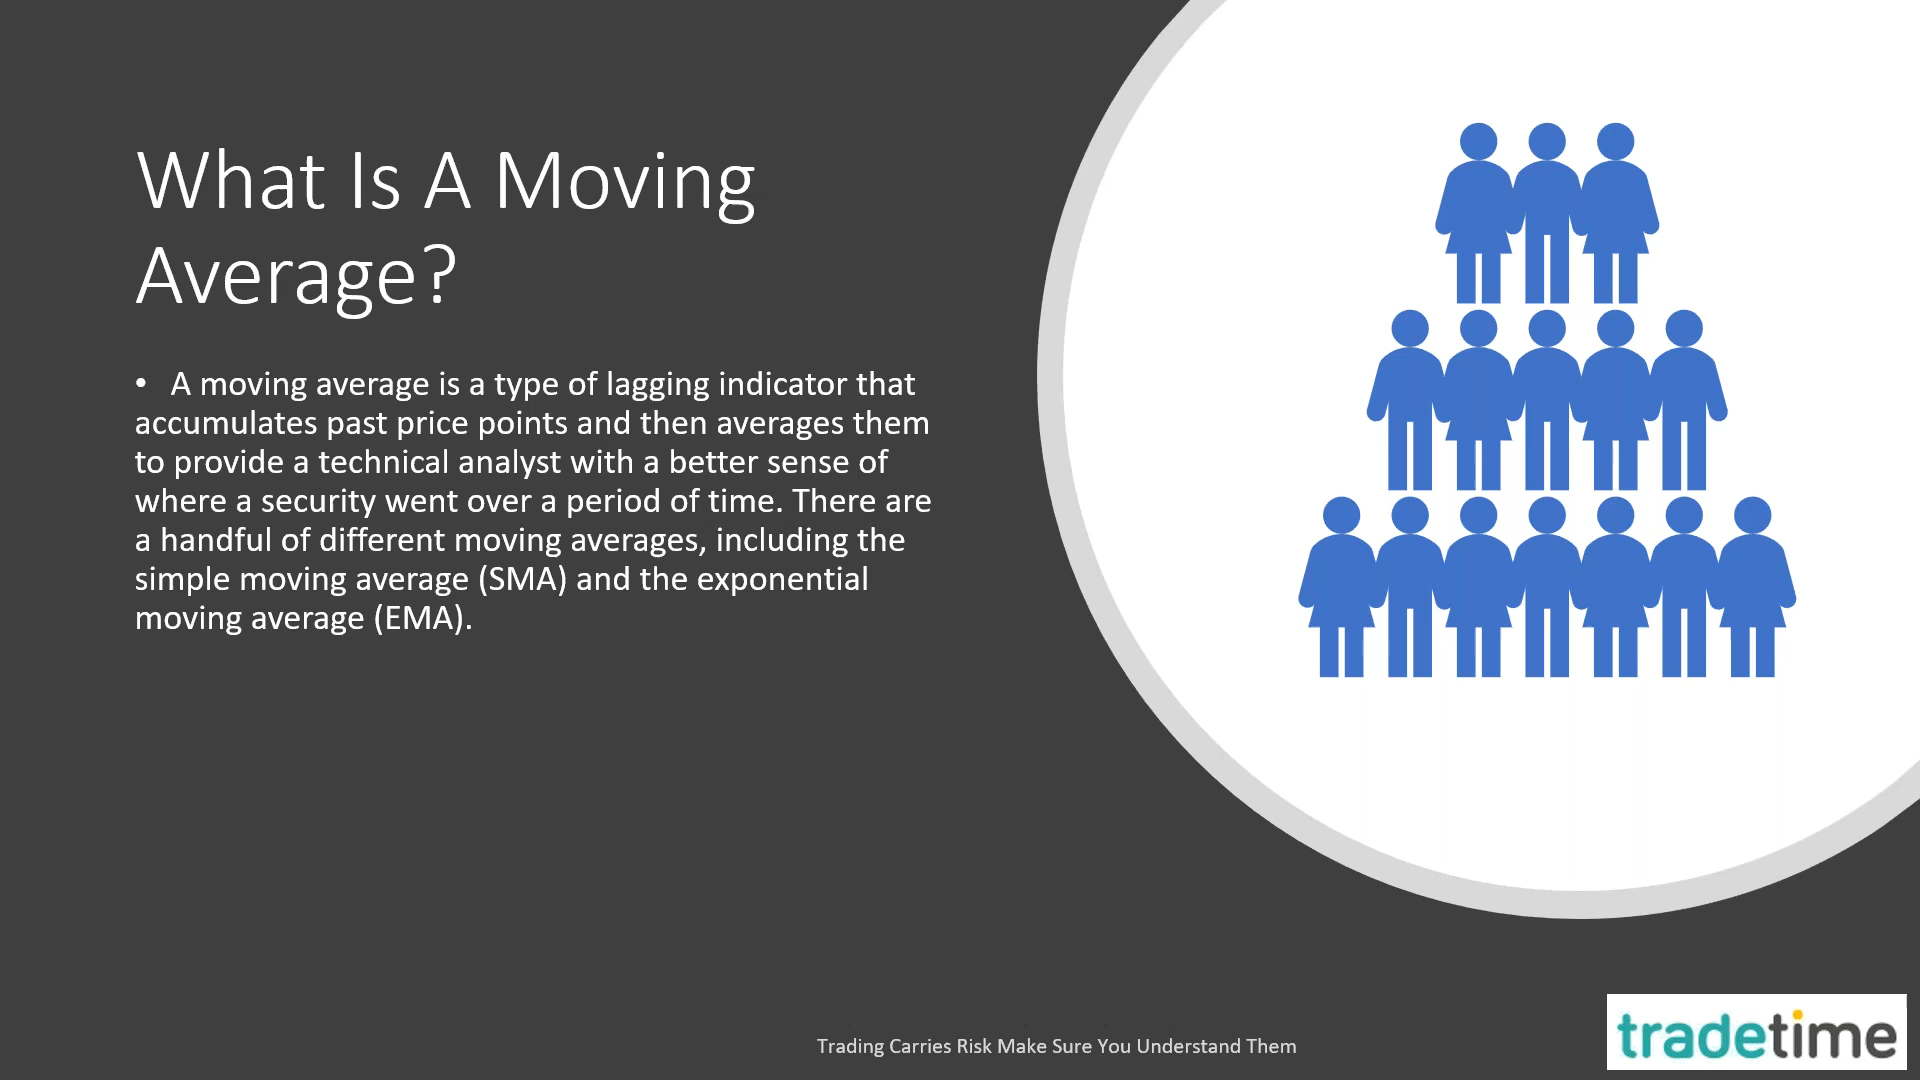 What Is A Moving
Average?
• A moving average is a type of lagging indicator that
accumulates past price points and then averages them
to provide a technical analyst with a better sense of
where a security went over a period of time. There are
a handful of different moving averages, including the
simple moving average (SMA) and the exponential
moving average (EMA).
Trading Carries Risk Make Sure You Understand Them
tradetime